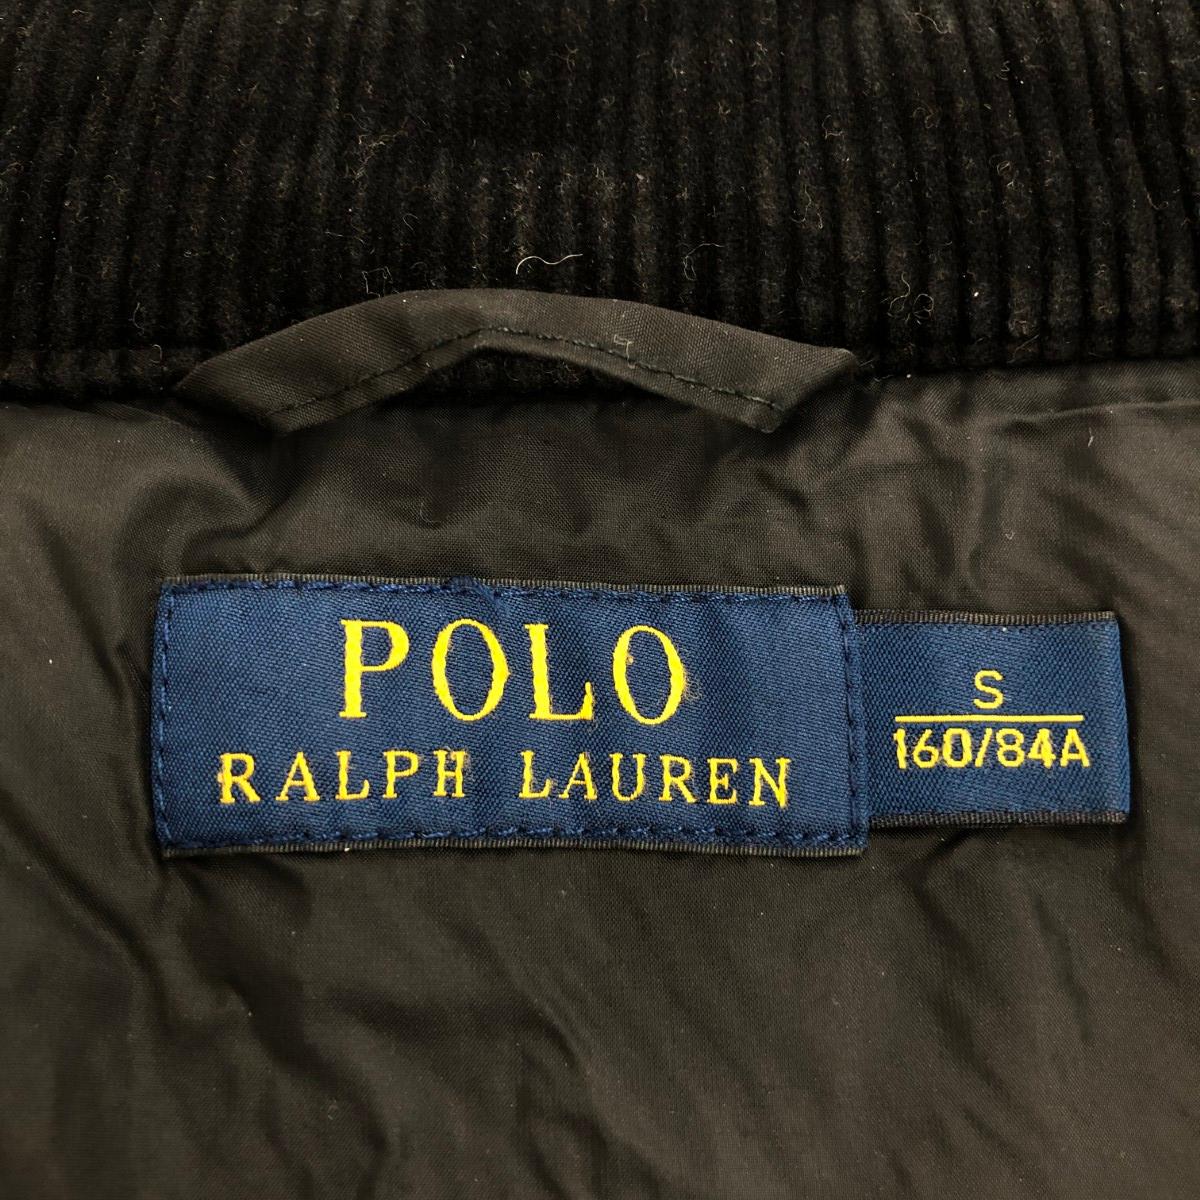 POLO
RALPH LAUREN
S
160/84A